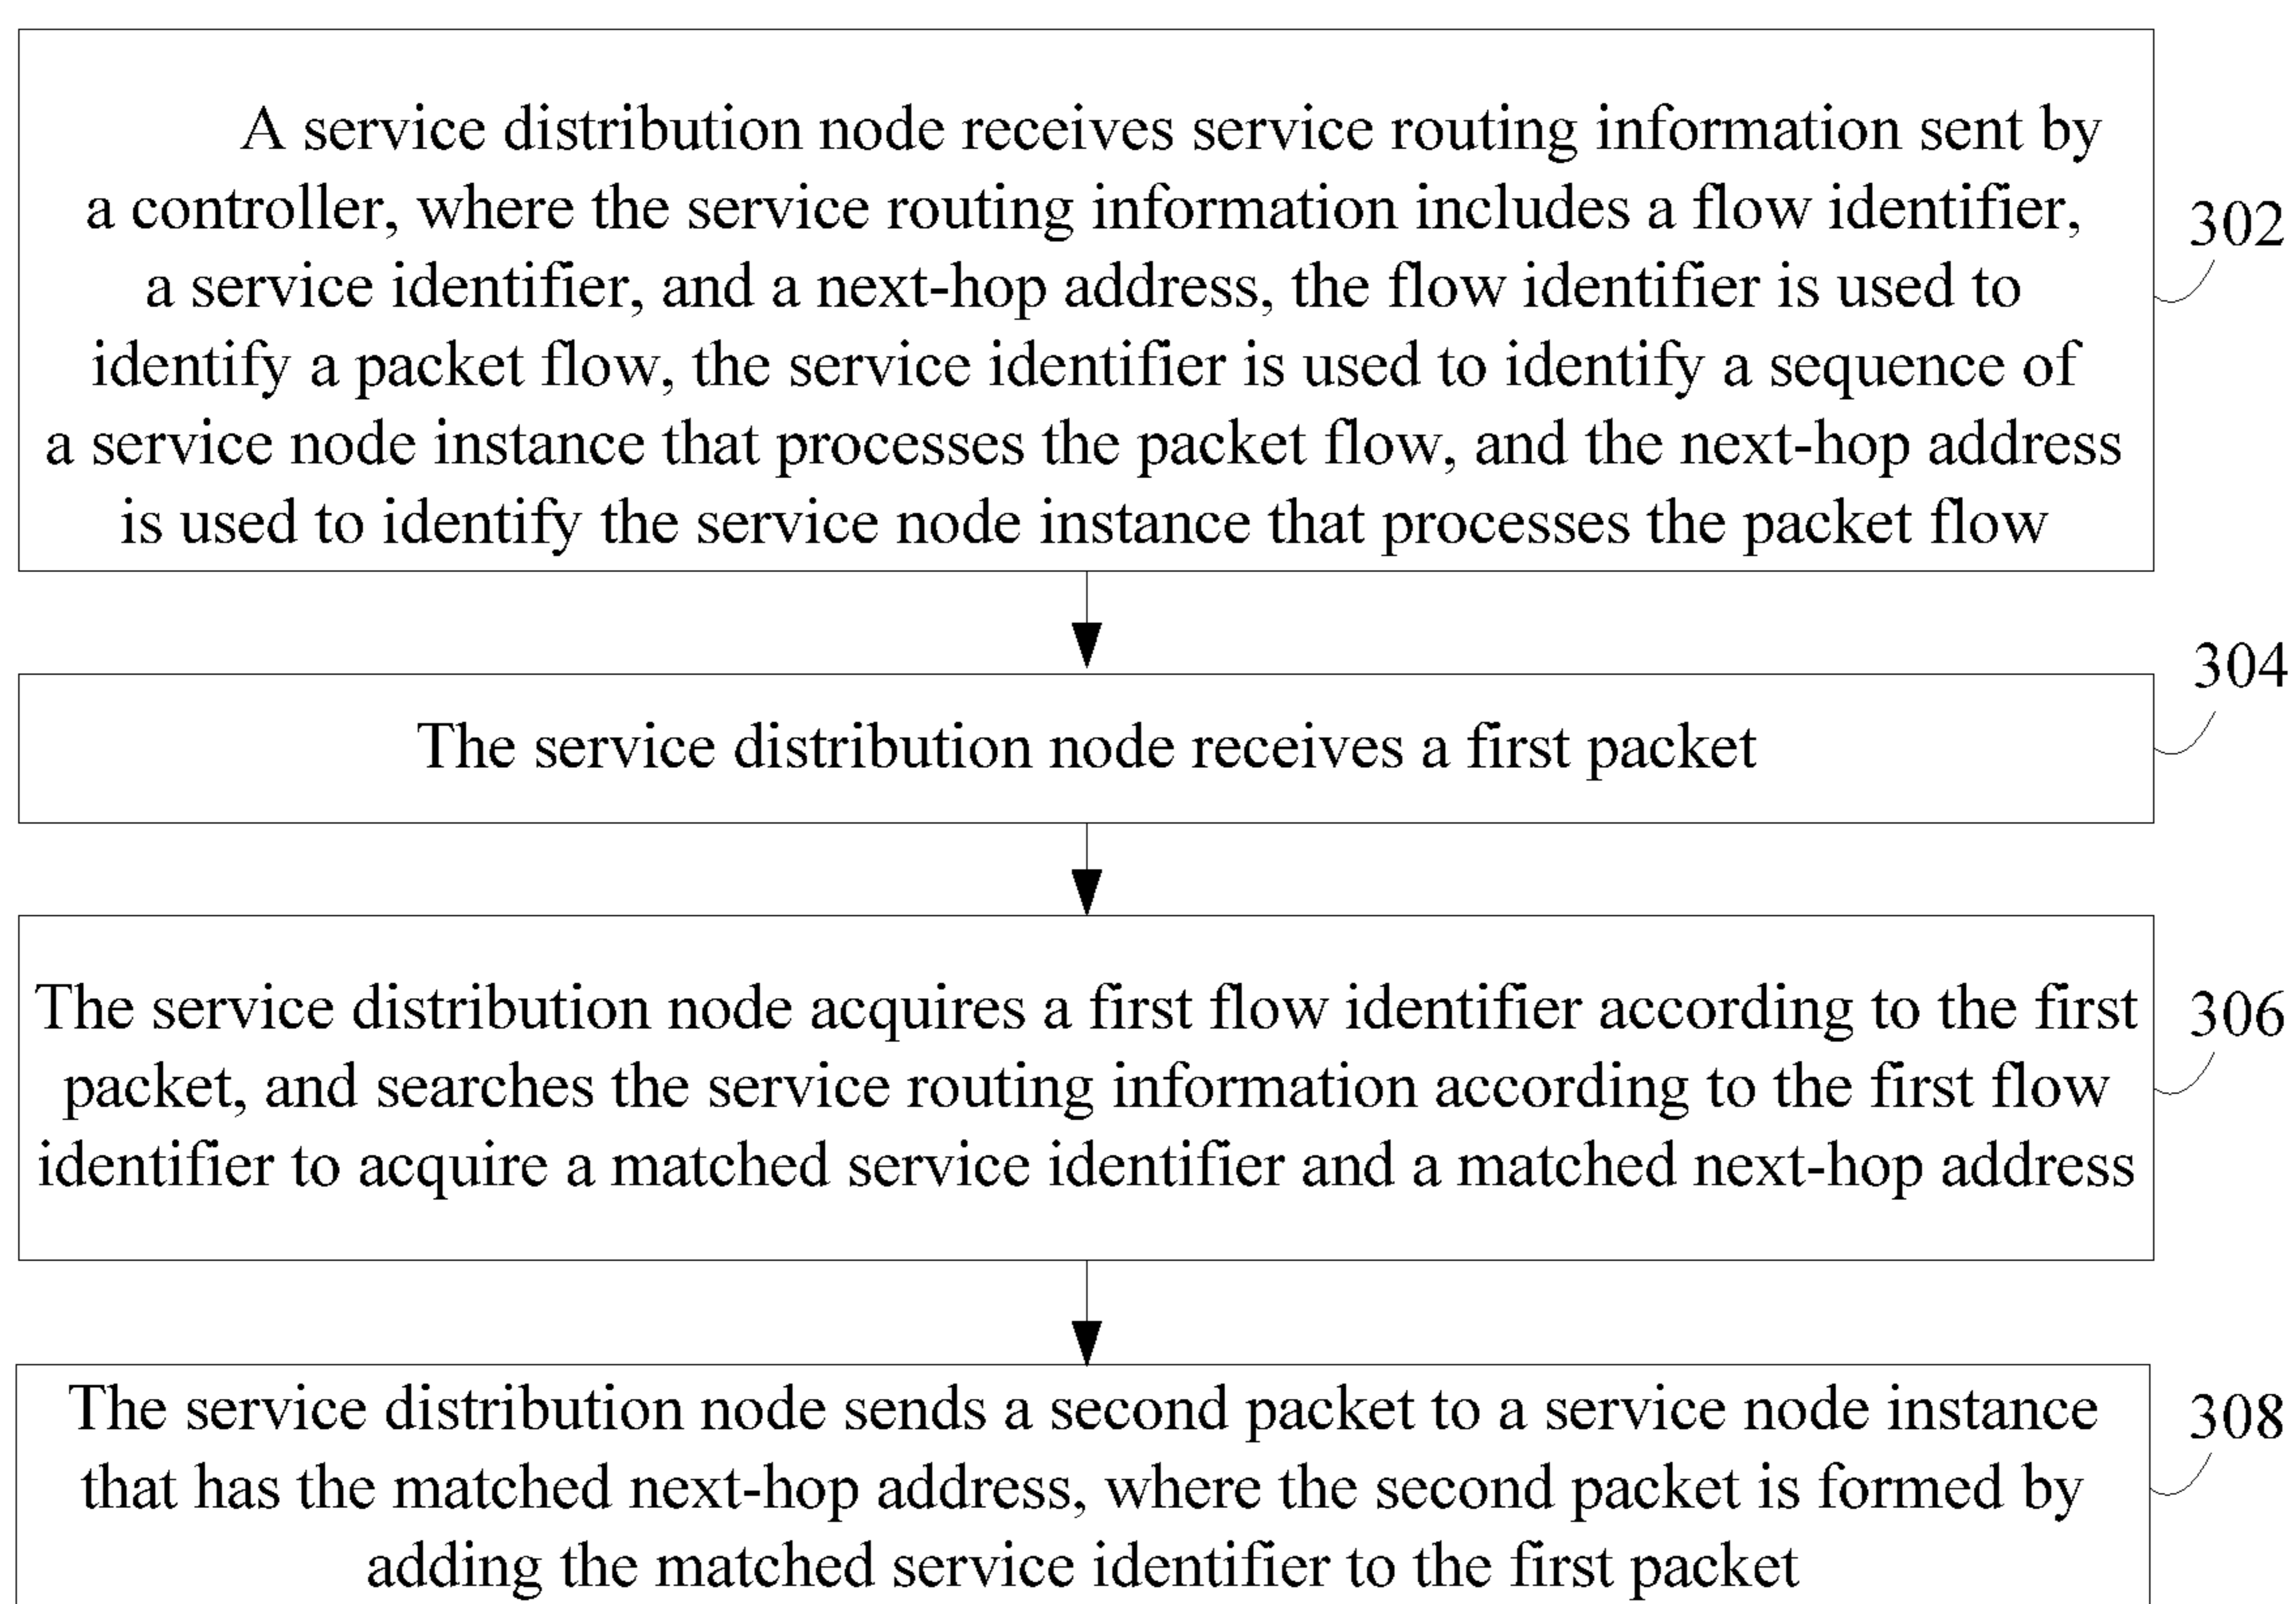 A service distribution node receives service routing information sent by
a controller, where the service routing information includes a flow identifier,
302
a service identifier, and a next-hop address, the flow identifier is used to
identify a packet flow, the service identifier is used to identify a sequence of
a service node instance that processes the packet flow, and the next-hop address
is used to identify the service node instance that processes the packet flow
304
The service distribution node receives a first packet
The service distribution node acquires a first flow identifier according to the first
306
packet, and searches the service routing information according to the first flow
identifier to acquire a matched service identifier and a matched next-hop address
The service distribution node sends a second packet to a service node instance
308
that has the matched next-hop address, where the second packet is formed by
adding the matched service identifier to the first packet